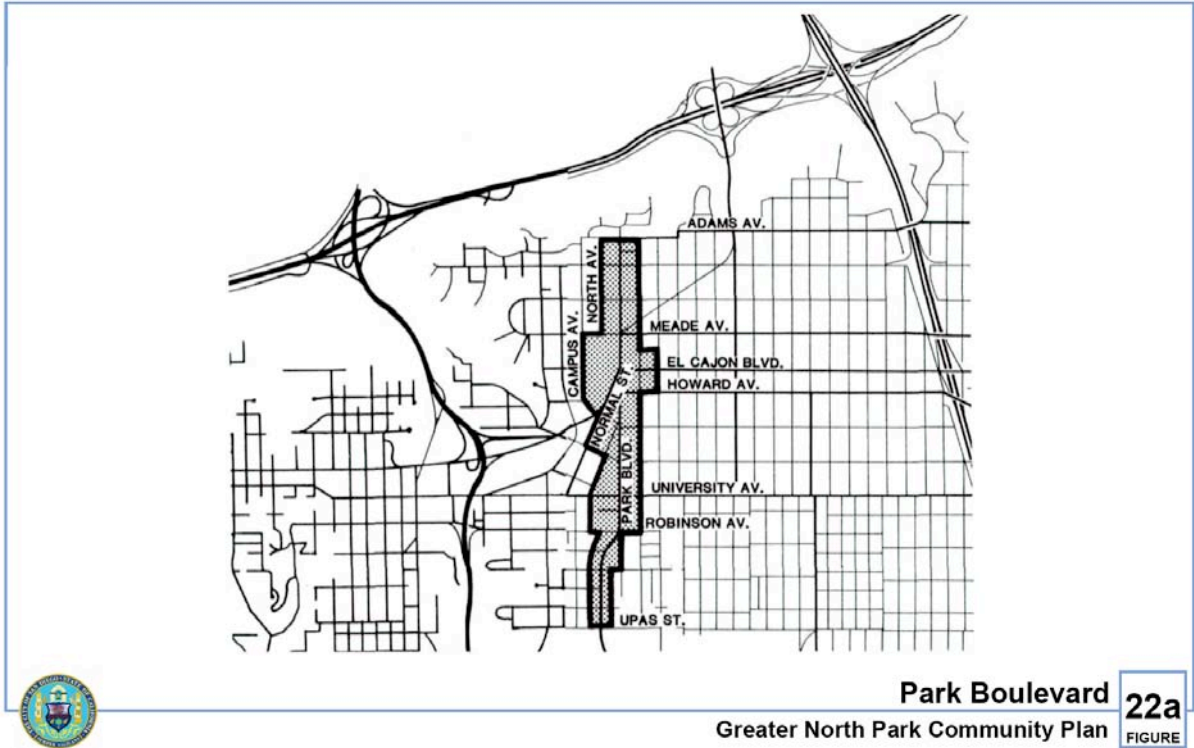 ADAMS AV.
NORTH AV.
MEADE AV.
CAMPUS AV.
EL CAJON BLVD.
NORMAL ST.
HOWARD AV.
PARK BLVD.
UNIVERSITY AV.
ROBINSON AV.
UPAS ST.
Park Boulevard
Greater North Park Community Plan
22a
FIGURE